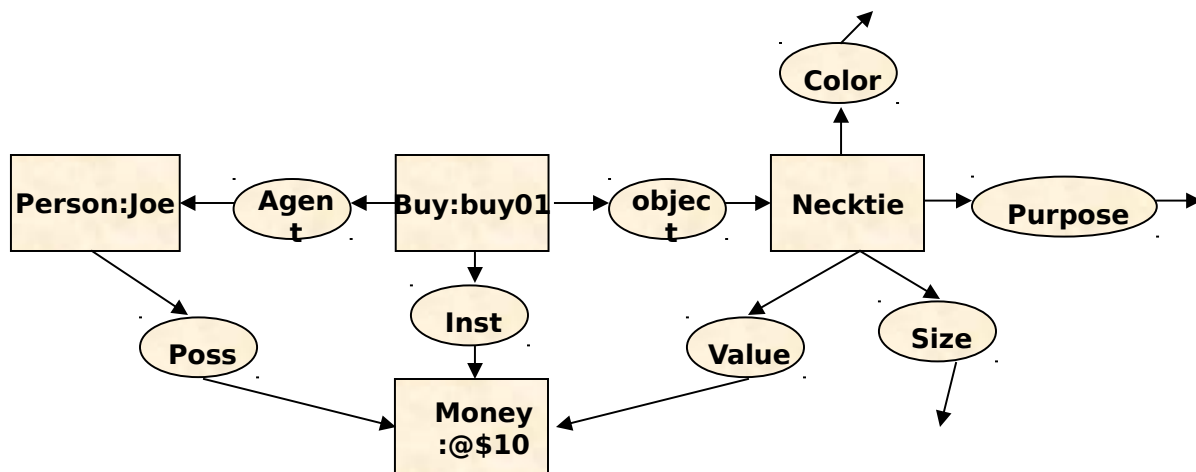 Color
Person:Joe
Agen
t
Buy:buy01
objec
t
Necktie
Purpose
Poss
Inst
Value
Size
Money
:@$10